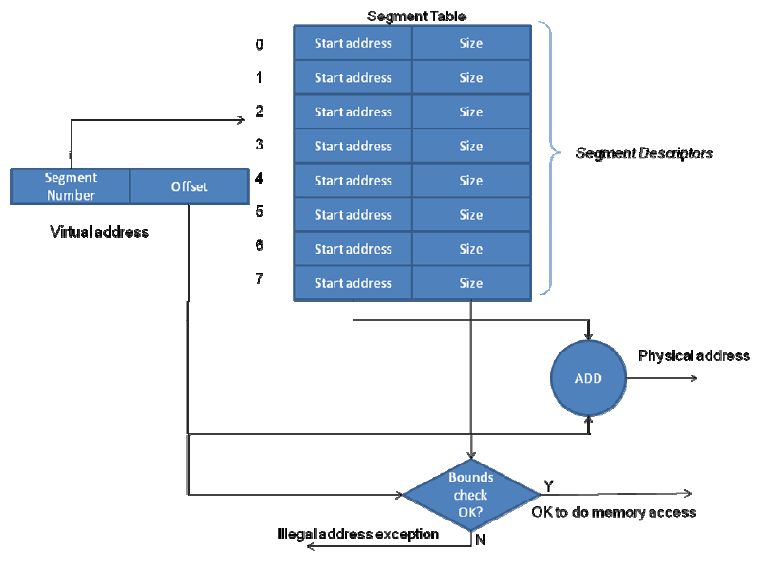 Segment Table
0 Start address Size
1 Start address Size
2 Start address Size
3 Start address Size
4 Start address Size
5 Start address Size
6 Start address Size
7 Start address Size
Segment Descriptors
i
Segment
Number
Offset
Virtual address
ADD
Physical address
Bounds
check
OK?
Y
OK to do memory access
N
Illegal address exception